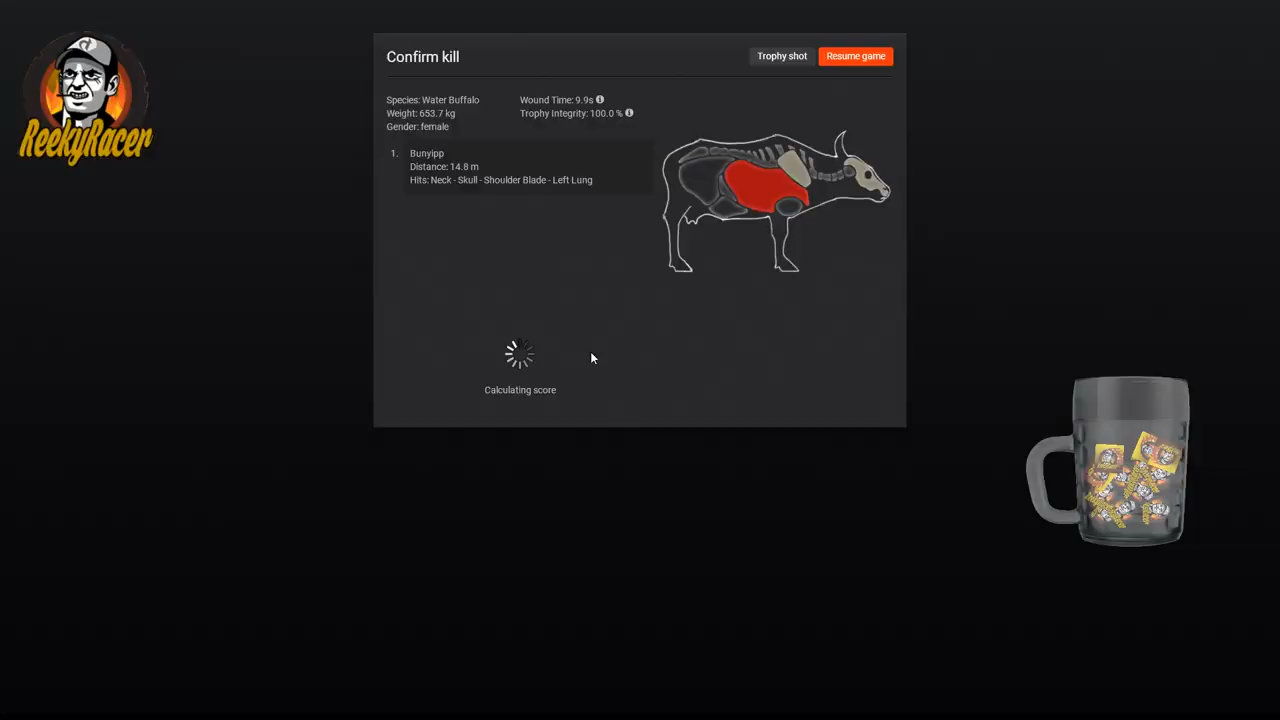 ReekyRacer
Confirm kill
Trophy shot
Resume game
Species: Water Buffalo
Wound Time: 9.9s
Weight: 653.7 kg
Trophy Integrity: 100.0 %
Gender: female
1.
Bunyipp
Distance: 14.8 m
Hits: Neck - Skull - Shoulder Blade - Left Lung
Calculating score